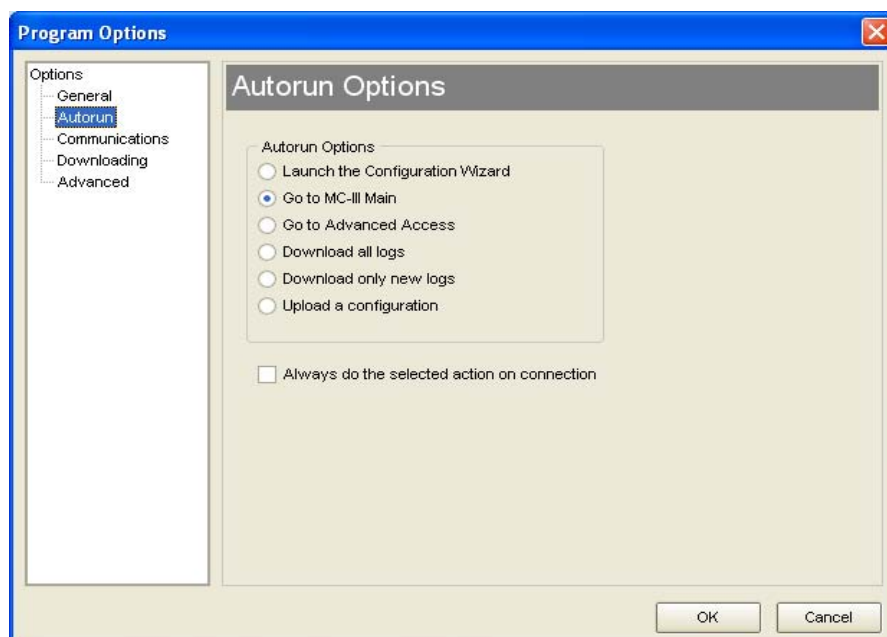 Program Options
Options
General
Autorun
Communications
Downloading
Advanced
Autorun Options
Autorun Options
Launch the Configuration Wizard
Go to MC-III Main
Go to Advanced Access
Download all logs
Download only new logs
Upload a configuration
Always do the selected action on connection
OK
Cancel